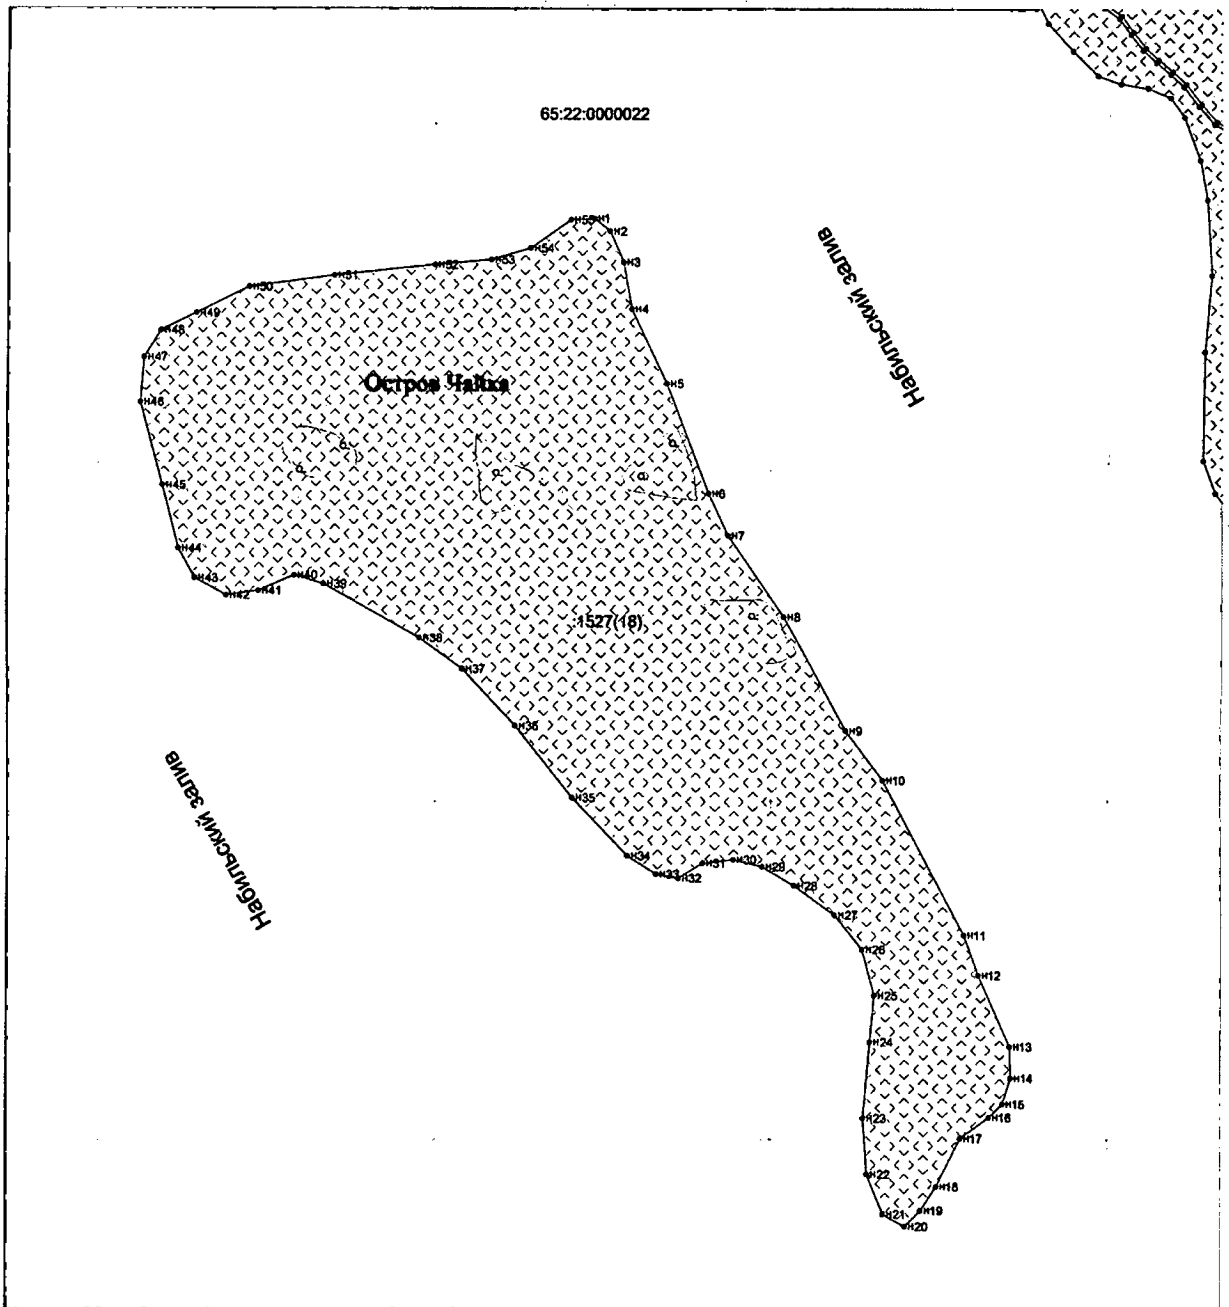 65:22:0000022
н55
н1
н2
н54
н3
н53
н52
н51
н50
н4
н49
н48
Набильский залив
н47
Остров Чайка
н5
н46
р
р
р
р
р
н45
н6
н7
н44
н43
н40
н39
н41
н42
р
:1527(18)
н8
н38
н37
н36
н9
Набильский залив
н10
н35
н34
н33
н32
н31
н30
н29
н28
н27
н11
н26
н12
н25
н24
н13
н14
н15
н16
н23
н17
н22
н18
н19
н21
н20